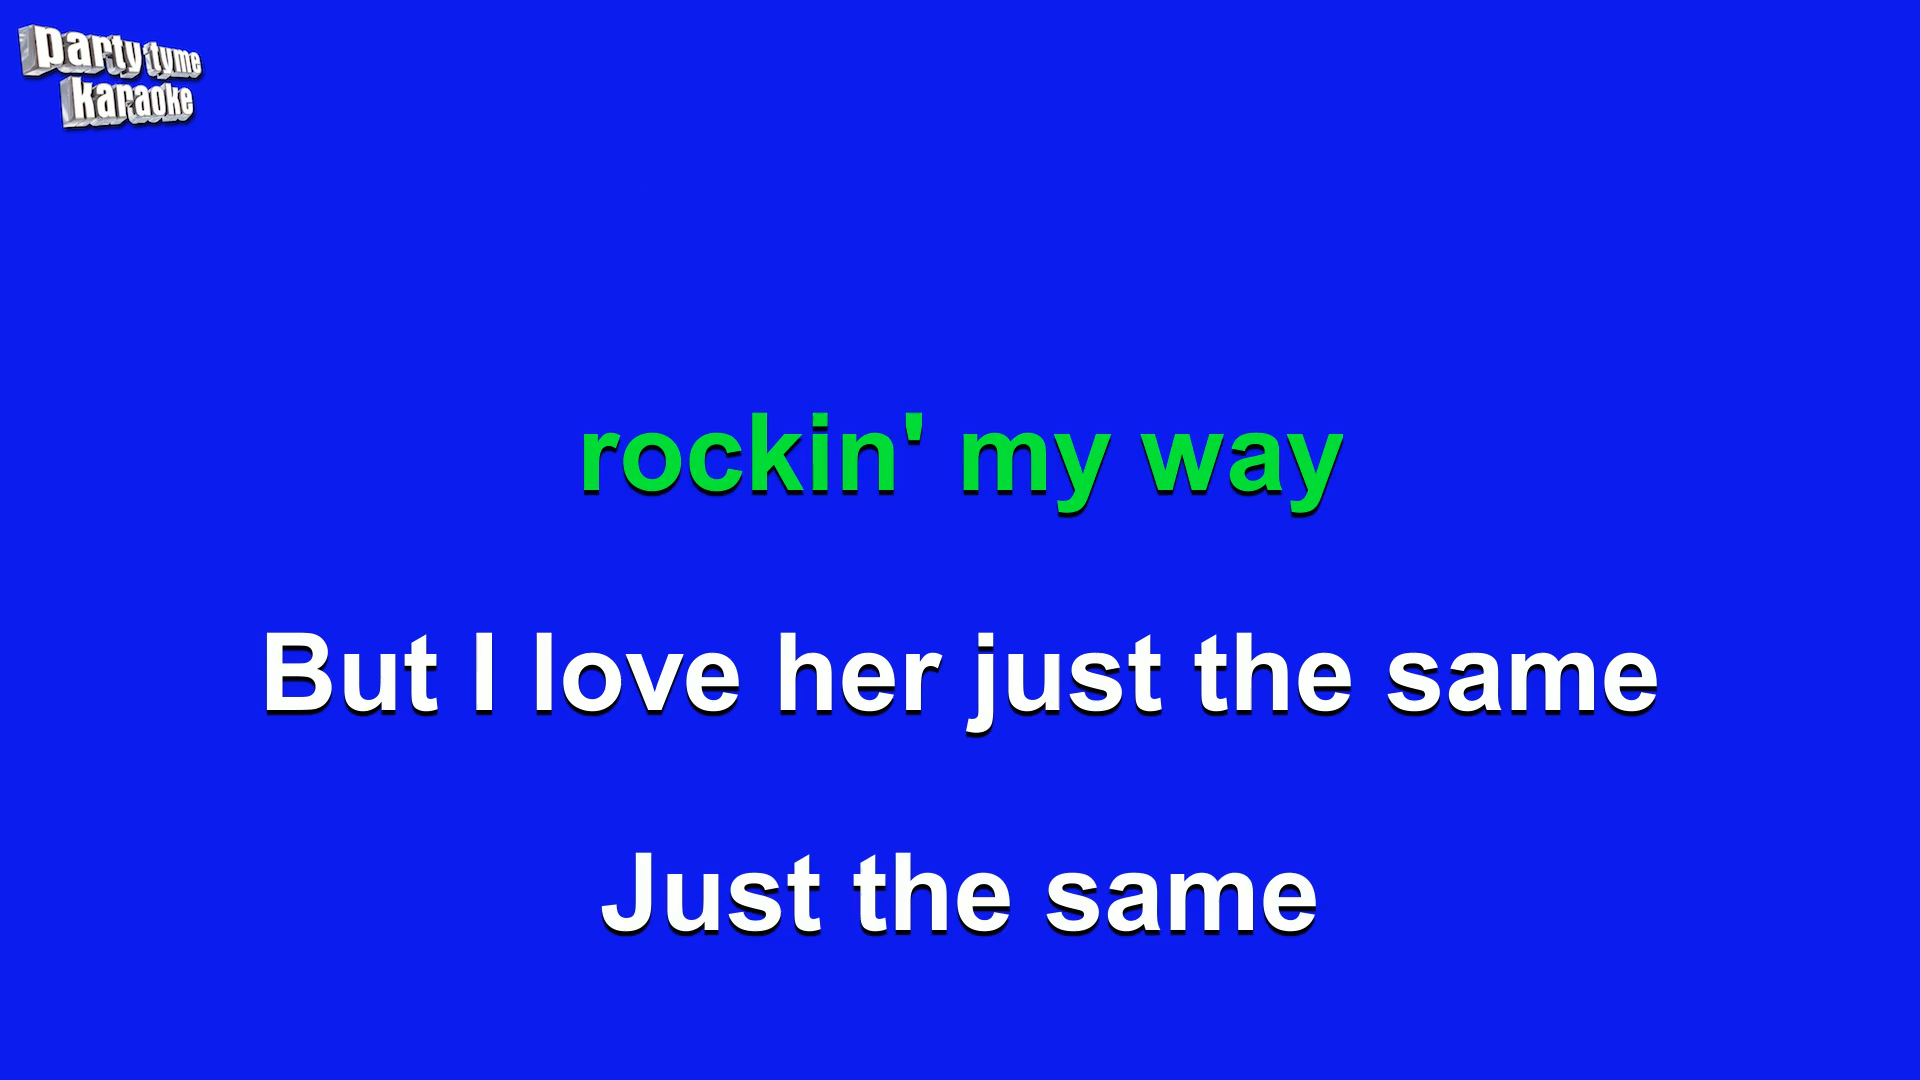 party tyme
karaoke
rockin' my way
But I love her just the same
Just the same